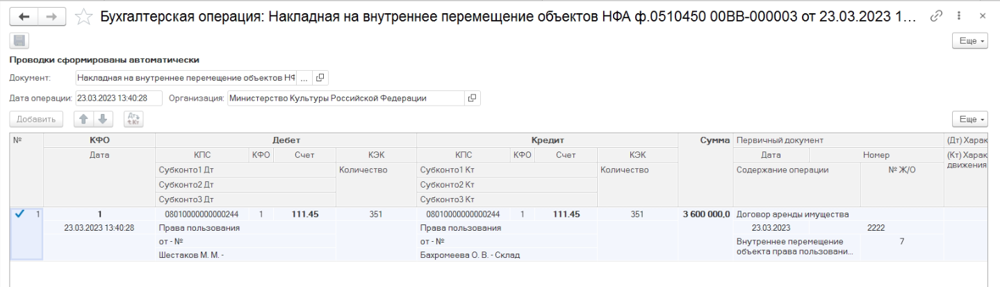 Бухгалтерская операция: Накладная на внутреннее перемещение объектов НФА ф.0510450 00ВВ-000003 от 23.03.2023 1...
Еще
Проводки сформированы автоматически
Документ: Накладная на внутреннее перемещение объектов НФ ...
Дата операции: 23.03.2023 13:40:28 Организация: Министерство Культуры Российской Федерации
Добавить Дт Кт Еще
№ КФО Дебет Кредит Сумма Первичный документ (Дт) Харак
Дата КПС КФО Счет КЭК КПС КФО Счет КЭК Дата Номер (Кт) Харак
Субконто1 Дт Количество Субконто1 Кт Количество Содержание операции № Ж/О движения
Субконто2 Дт Субконто2 Кт
Субконто3 Дт Субконто3 Кт
1 1 08010000000000244 1 111.45 351 08010000000000244 1 111.45 351 3 600 000,0 Договор аренды имущества
23.03.2023 13:40:28 Права пользования Права пользования 23.03.2023 2222
от - № от - № Внутреннее перемещение 7
объекта права пользовани...
Шестаков М. М. - Бахромеева О. В. - Склад